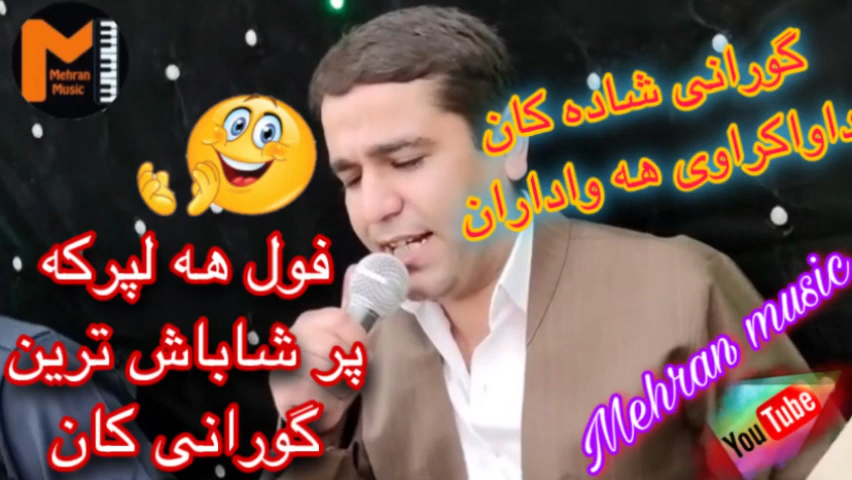 Mehran
Music
گورانی شاده کان
داواکراوی هه واداران
فول هه لپرکه
پر شاباش ترین
گورانی کان
Mehran music
YouTube